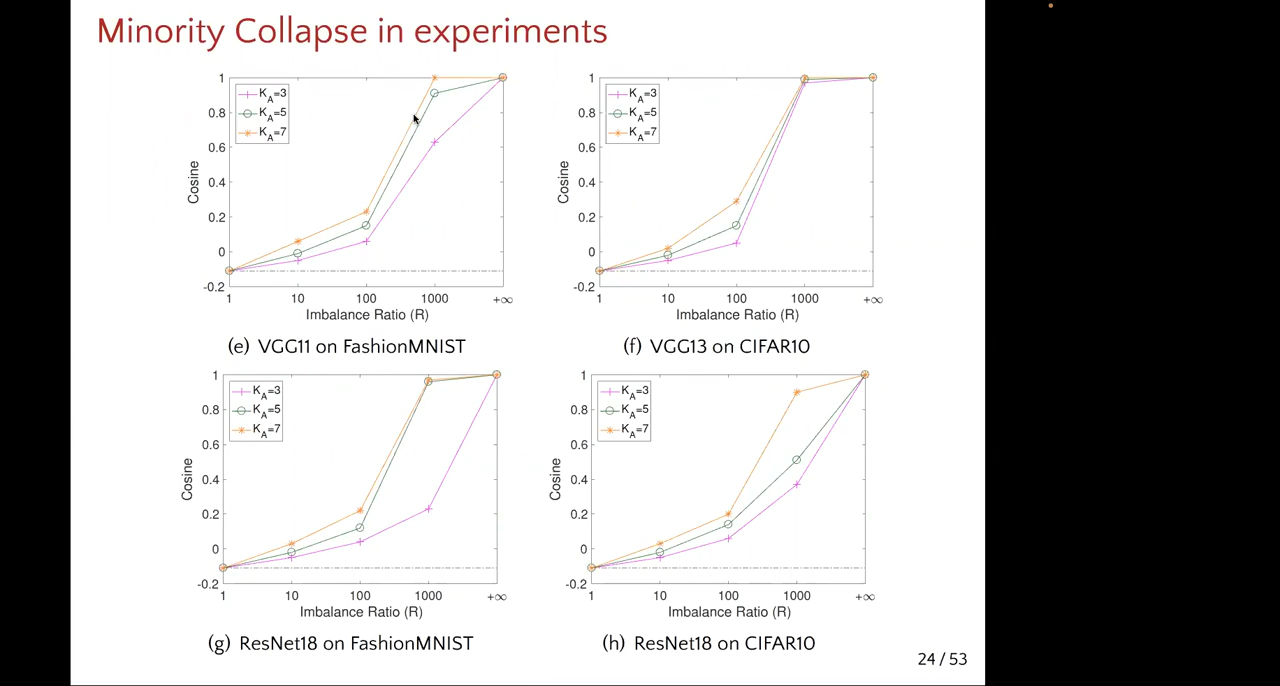 Minority Collapse in experiments
1
0.8
0.6
0.4
0.2
0
-0.2
Cosine
K_A=3
K_A=5
K_A=7
1 10 100 1000 +∞
Imbalance Ratio (R)
(e) VGG11 on FashionMNIST
1
0.8
0.6
0.4
0.2
0
-0.2
Cosine
K_A=3
K_A=5
K_A=7
1 10 100 1000 +∞
Imbalance Ratio (R)
(f) VGG13 on CIFAR10
1
0.8
0.6
0.4
0.2
0
-0.2
Cosine
K_A=3
K_A=5
K_A=7
1 10 100 1000 +∞
Imbalance Ratio (R)
(g) ResNet18 on FashionMNIST
1
0.8
0.6
0.4
0.2
0
-0.2
Cosine
K_A=3
K_A=5
K_A=7
1 10 100 1000 +∞
Imbalance Ratio (R)
(h) ResNet18 on CIFAR10
24 / 53